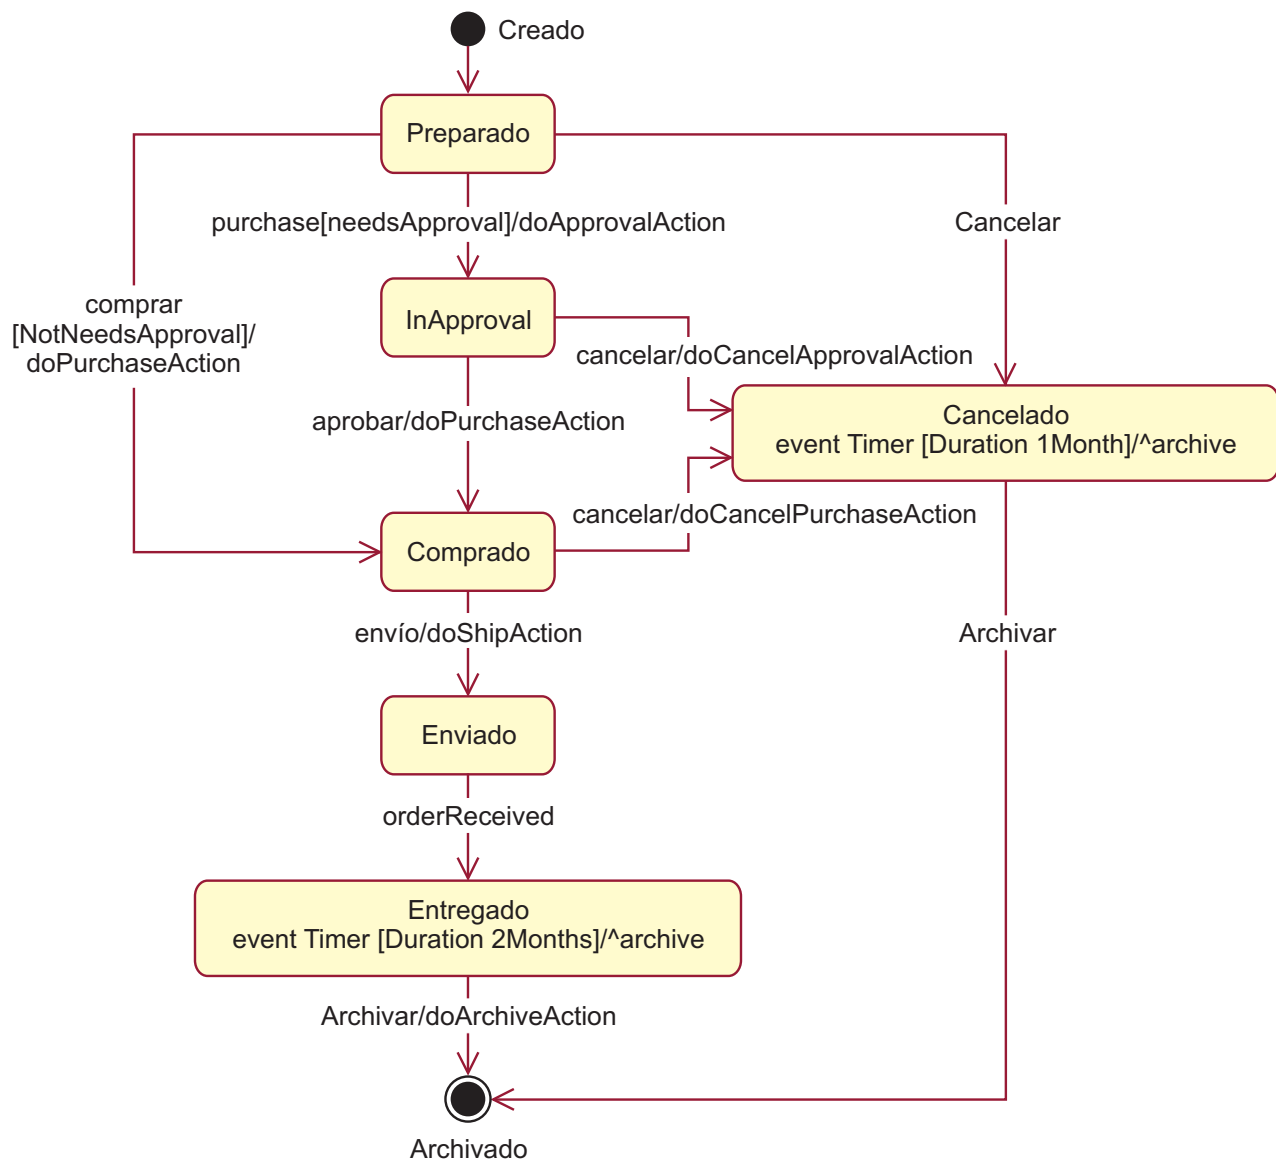 Creado
Preparado
purchase[needsApproval]/doApprovalAction
Cancelar
comprar
[NotNeedsApproval]/
doPurchaseAction
InApproval
cancelar/doCancelApprovalAction
aprobar/doPurchaseAction
Cancelado
event Timer [Duration 1Month]/^archive
cancelar/doCancelPurchaseAction
Comprado
envío/doShipAction
Archivar
Enviado
orderReceived
Entregado
event Timer [Duration 2Months]/^archive
Archivar/doArchiveAction
Archivado